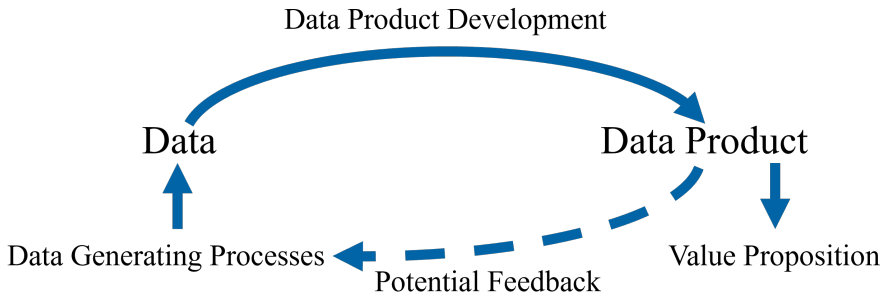 Data Product Development
Data
Data Product
Data Generating Processes
Value Proposition
Potential Feedback